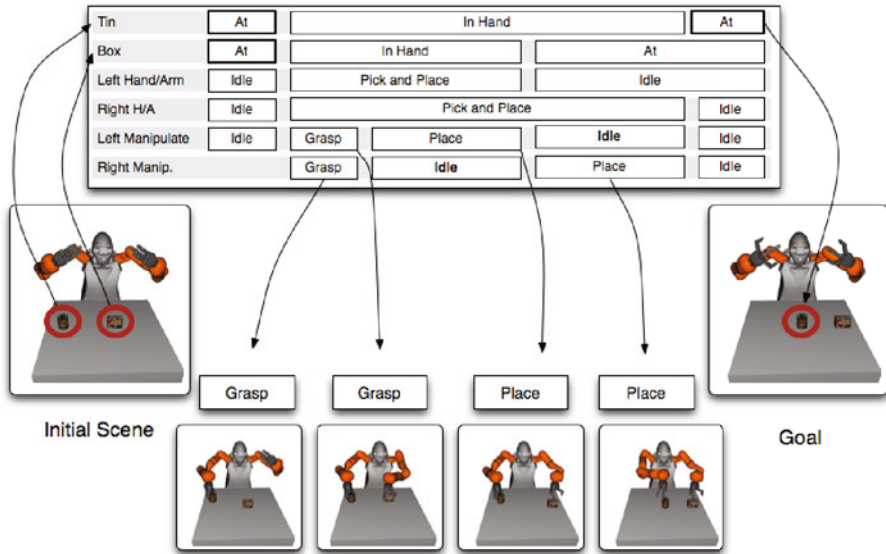 Tin At In Hand At
Box At In Hand At
Left Hand/Arm Idle Pick and Place Idle
Right H/A Idle Pick and Place Idle
Left Manipulate Idle Grasp Place Idle Idle
Right Manip. Grasp Idle Place Idle
Grasp Grasp Place Place
Initial Scene Goal